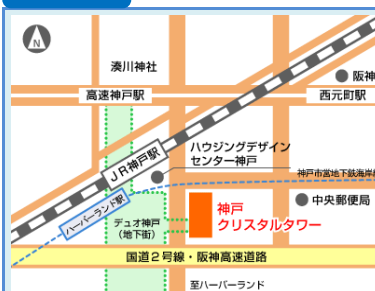 N
湊川神社
阪神
高速神戸駅
西元町駅
JR神戸駅
ハウジングデザイン
センター神戸
神戸市営地下鉄海岸線
ハーバーランド駅
中央郵便局
デュオ神戸
(地下街)
神戸
クリスタルタワー
国道2号線・阪神高速道路
至ハーバーランド